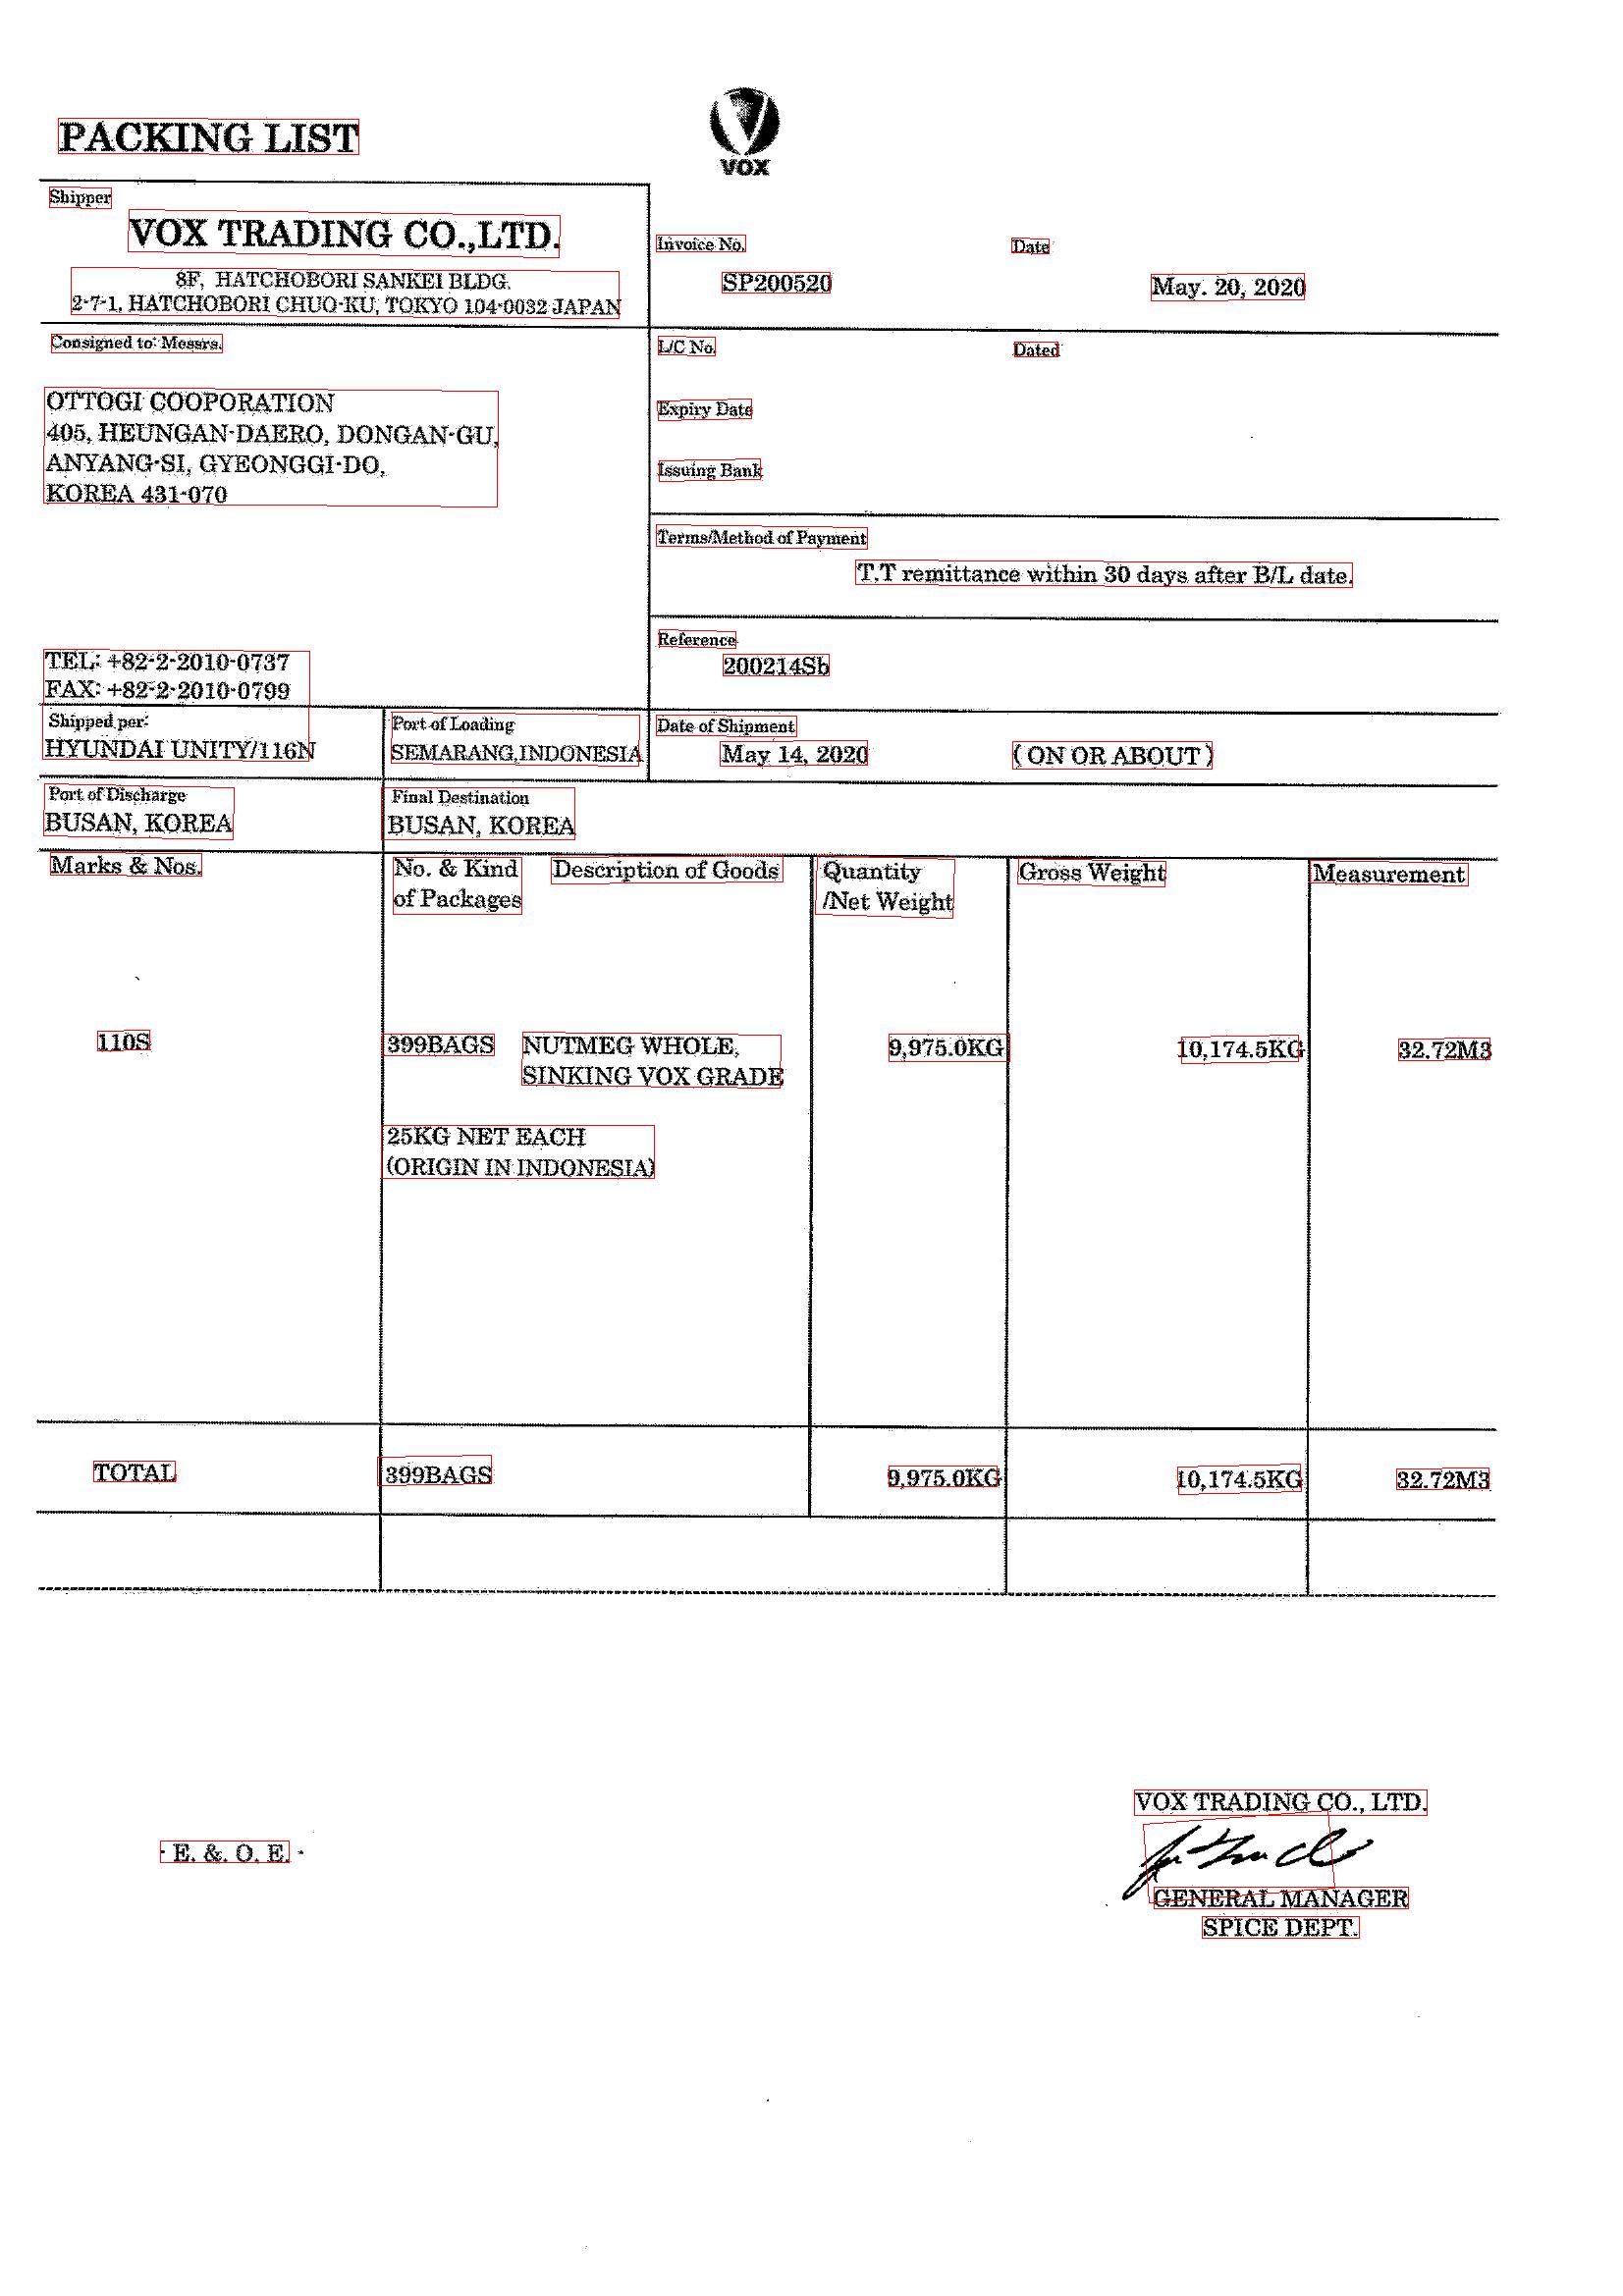 VOX
PACKING LIST
Shipper
VOX TRADING CO.,LTD.
8F, HATCHOBORI SANKEI BLDG.
2-7-1, HATCHOBORI CHUO-KU, TOKYO 104-0032 JAPAN
Invoice No.
Date
SP200520
May. 20, 2020
Consigned to: Messrs.
OTTOGI COOPORATION
405, HEUNGAN-DAERO, DONGAN-GU,
ANYANG-SI, GYEONGGI-DO,
KOREA 431-070
TEL: +82-2-2010-0737
FAX: +82-2-2010-0799
L/C No.
Dated
Expiry Date
Issuing Bank
Terms/Method of Payment
T.T remittance within 30 days after B/L date.
Reference
200214Sb
Shipped per:
HYUNDAI UNITY/116N
Port of Loading
SEMARANG,INDONESIA
Date of Shipment
May 14, 2020
( ON OR ABOUT )
Port of Discharge
BUSAN, KOREA
Final Destination
BUSAN, KOREA
Marks & Nos.
No. & Kind
of Packages
Description of Goods
Quantity
/Net Weight
Gross Weight
Measurement
110S
399BAGS
NUTMEG WHOLE,
SINKING VOX GRADE
9,975.0KG
10,174.5KG
32.72M3
25KG NET EACH
(ORIGIN IN INDONESIA)
TOTAL
399BAGS
9,975.0KG
10,174.5KG
32.72M3
VOX TRADING CO., LTD.
- E. &. O. E. -
GENERAL MANAGER
SPICE DEPT.